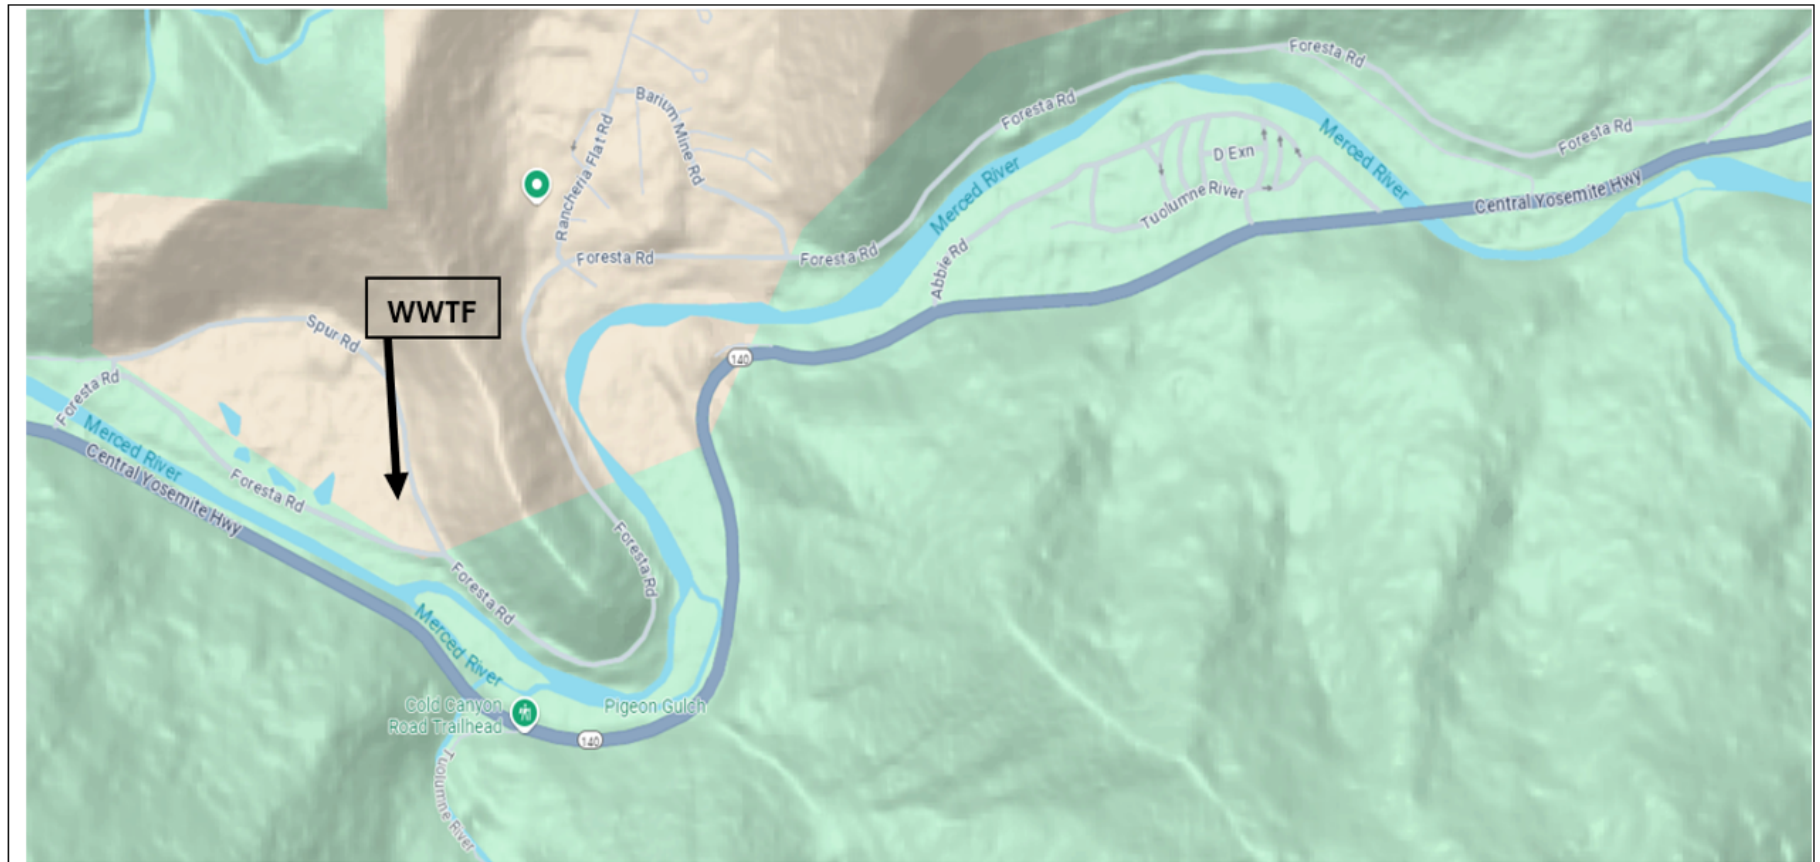 Foresta Rd
Barium Mine Rd
Foresta Rd
Rancheria Flat Rd
Merced River
Foresta Rd
D Exn
Merced River
Tuolumne River
Central Yosemite Hwy
Foresta Rd
Foresta Rd
Abbie Rd
WWTF
Spur Rd
140
Foresta Rd
Merced River
Central Yosemite Hwy
Foresta Rd
Foresta Rd
Foresta Rd
Merced River
Cold Canyon
Road Trailhead
Pigeon Gulch
140
Tuolumne River